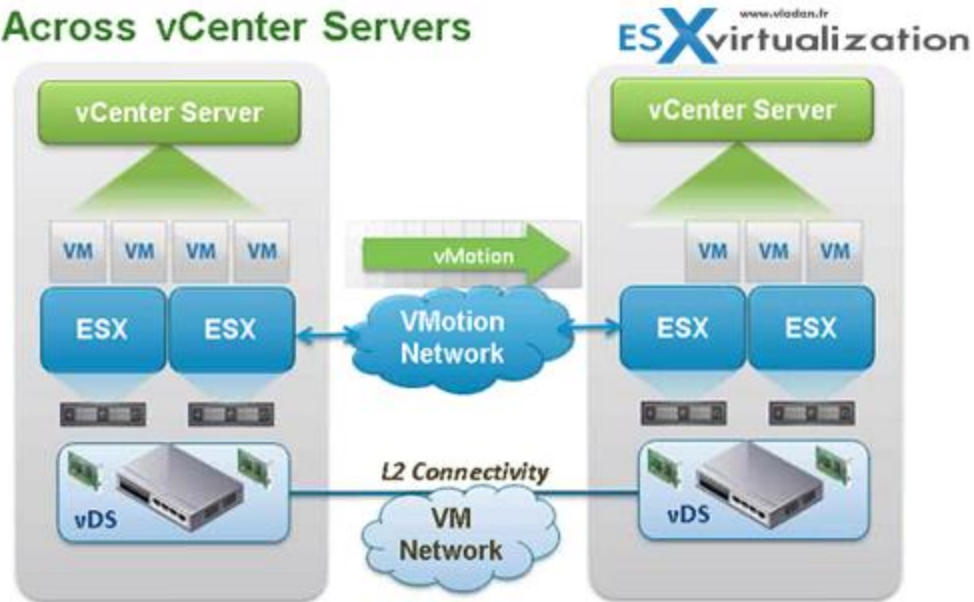 Across vCenter Servers
www.vladan.fr
ESXvirtualization
vCenter Server
vCenter Server
VM VM VM VM
vMotion
VM VM VM
ESX ESX
VMotion
Network
ESX ESX
L2 Connectivity
vDS
VM
Network
vDS